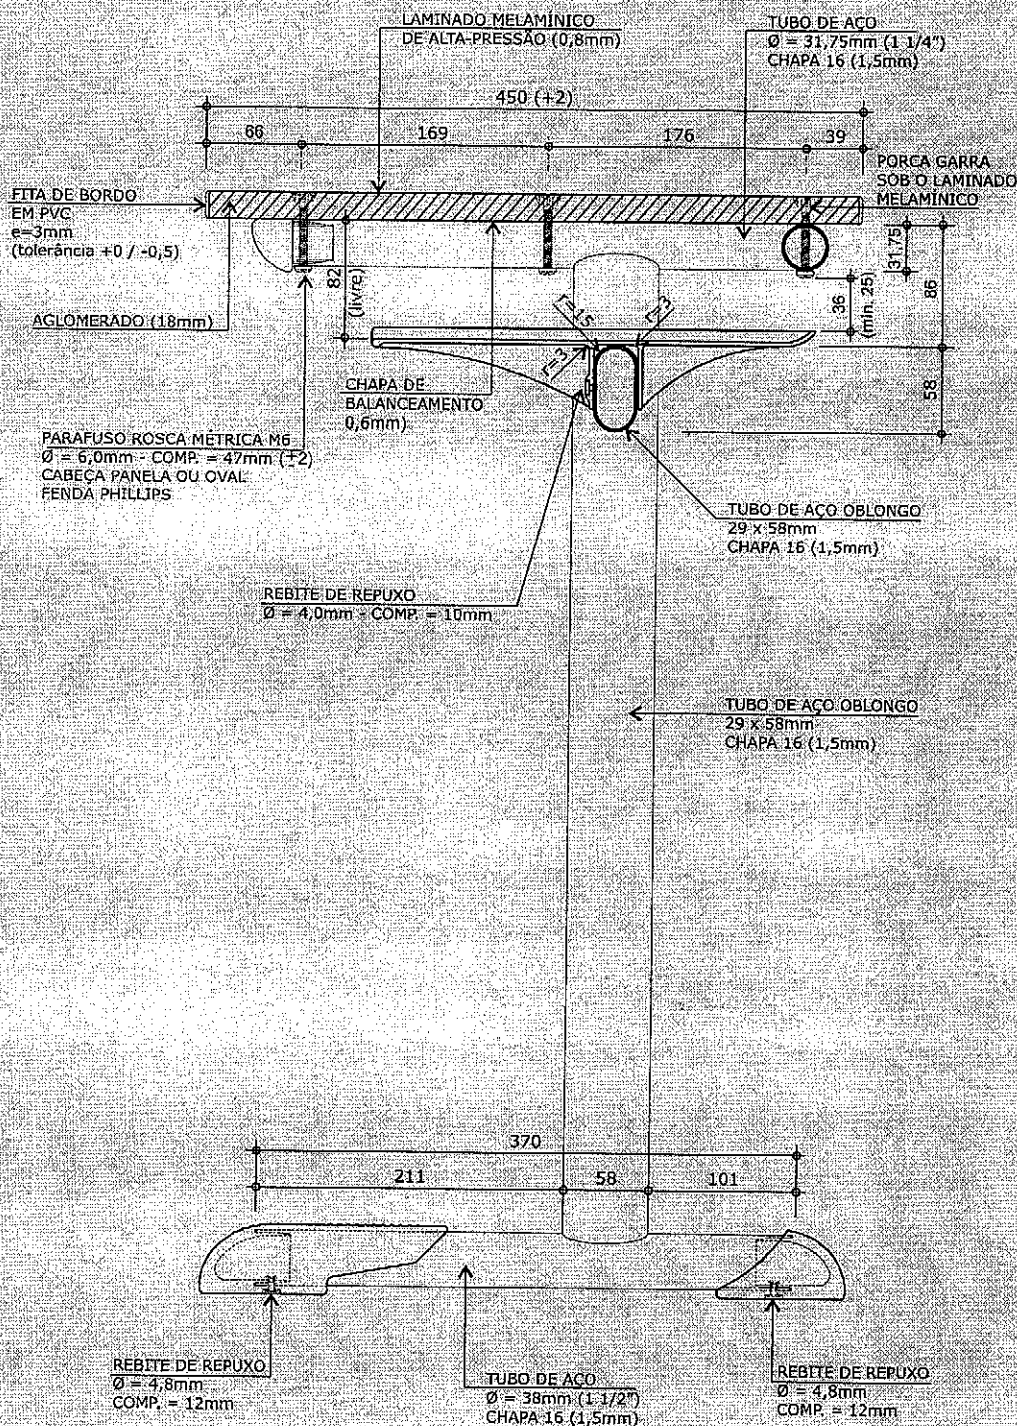 LAMINADO MELAMÍNICO
DE ALTA-PRESSÃO (0,8mm)
TUBO DE AÇO
Ø = 31,75mm (1 1/4")
CHAPA 16 (1,5mm)
450 (+2)
66
169
176
39
PORCA GARRA
SOB O LAMINADO
MELAMÍNICO
FITA DE BORDO
EM PVC
e=3mm
(tolerância +0 / -0,5)
82
(livre)
31,75
86
36
(min. 25)
AGLOMERADO (18mm)
r=15
r=3
r=3
58
CHAPA DE
BALANCEAMENTO
0,6mm)
PARAFUSO ROSCA MÉTRICA M6
Ø = 6,0mm - COMP. = 47mm (±2)
CABEÇA PANELA OU OVAL
FENDA PHILLIPS
TUBO DE AÇO OBLONGO
29 x 58mm
CHAPA 16 (1,5mm)
REBITE DE REPUXO
Ø = 4,0mm - COMP. = 10mm
TUBO DE AÇO OBLONGO
29 x 58mm
CHAPA 16 (1,5mm)
370
211
58
101
REBITE DE REPUXO
Ø = 4,8mm
COMP. = 12mm
TUBO DE AÇO
Ø = 38mm (1 1/2")
CHAPA 16 (1,5mm)
REBITE DE REPUXO
Ø = 4,8mm
COMP. = 12mm